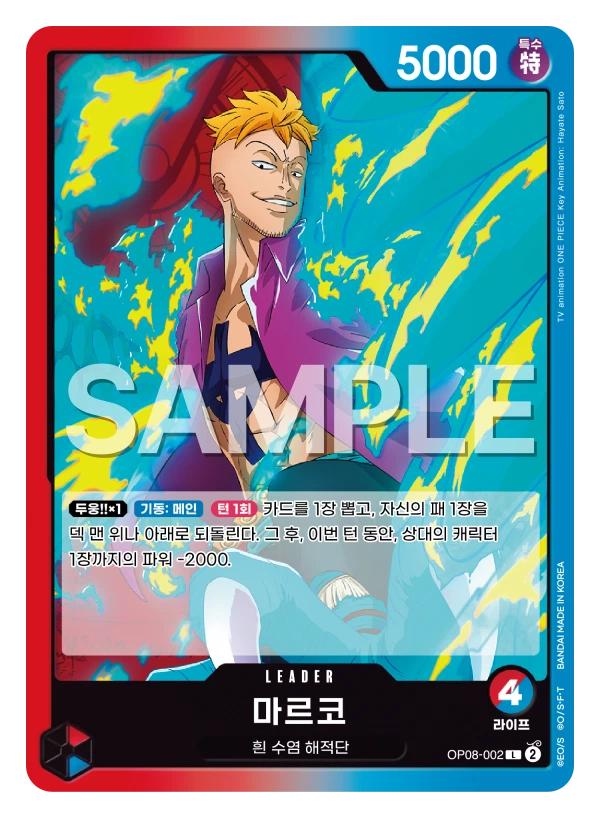 5000
특수
特
TV animation ONE PIECE Key Animation: Hayate Sato
SAMPLE
두웅!!×1 기동: 메인 턴 1회 카드를 1장 뽑고, 자신의 패 1장을
덱 맨 위나 아래로 되돌린다. 그 후, 이번 턴 동안, 상대의 캐릭터
1장까지의 파워 -2000.
LEADER
마르코
흰 수염 해적단
4
라이프
OP08-002 L 2
©EO/S ©O/S·F·T BANDAI MADE IN KOREA